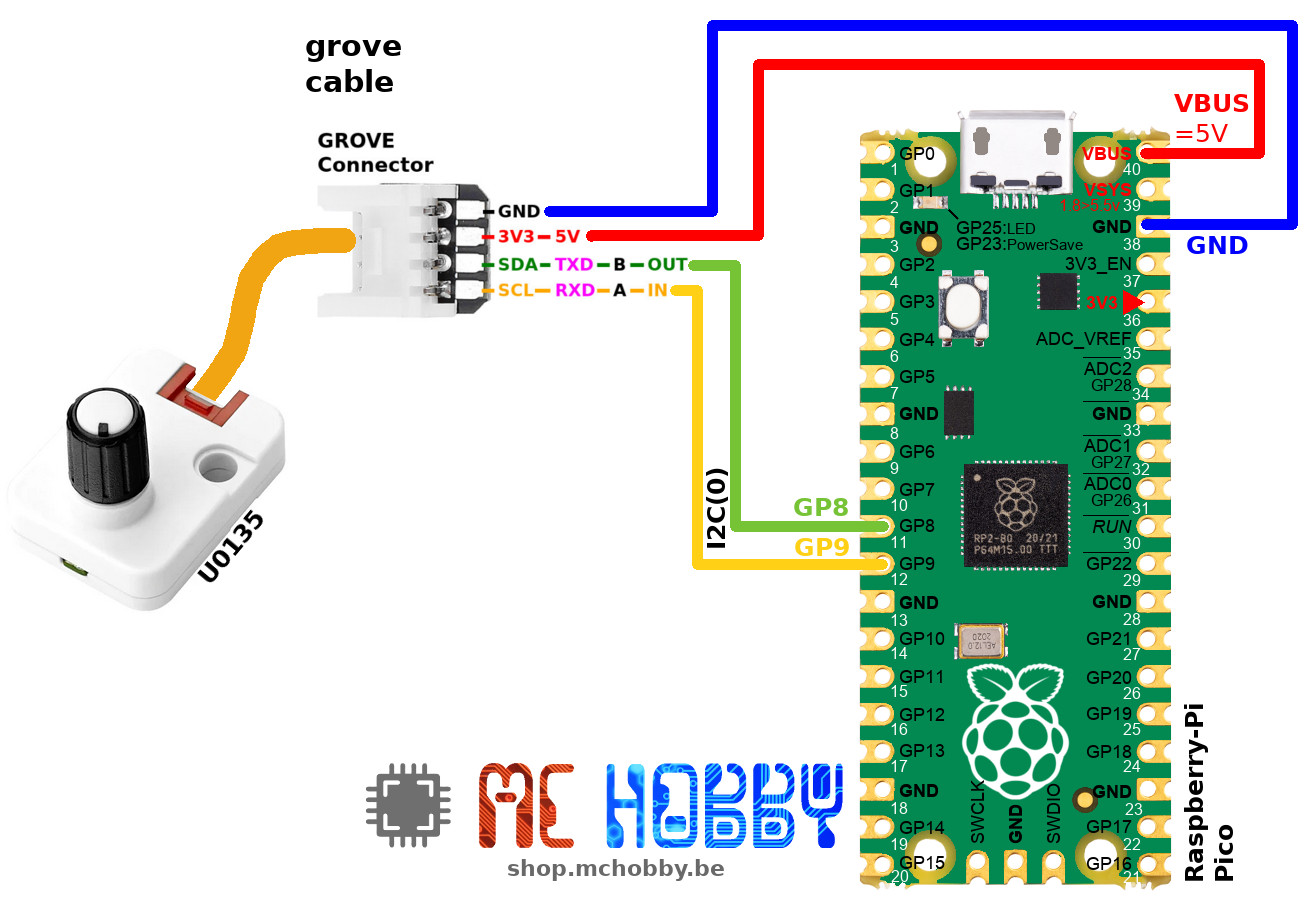 grove
cable
GROVE
Connector
GND
3V3 5V
SDA TXD B OUT
SCL RXD A IN
VBUS
=5V
GND
I2C(0)
GP8
GP9
U0135
GP0
1
GP1
2
GND
3
GP2
4
GP3
5
GP4
6
GP5
7
GND
8
GP6
9
GP7
10
GP8
11
GP9
12
GND
13
GP10
14
GP11
15
GP12
16
GP13
17
GND
18
GP14
19
GP15
20
GP25:LED
GP23:PowerSave
VBUS
40
VSYS
39
1.8>5.5v
GND
38
3V3_EN
37
3V3
36
ADC_VREF
35
ADC2
GP28
34
GND
33
ADC1
GP27
32
ADC0
GP26
31
RUN
30
GP22
29
GND
28
GP21
27
GP20
26
GP19
25
GP18
24
GND
23
GP17
22
GP16
21
RP2-B0 20/21
P64M15.00 TTT
AEL12.0
2020
SWCLK
GND
SWDIO
Raspberry-Pi
Pico
MC HOBBY
shop.mchobby.be